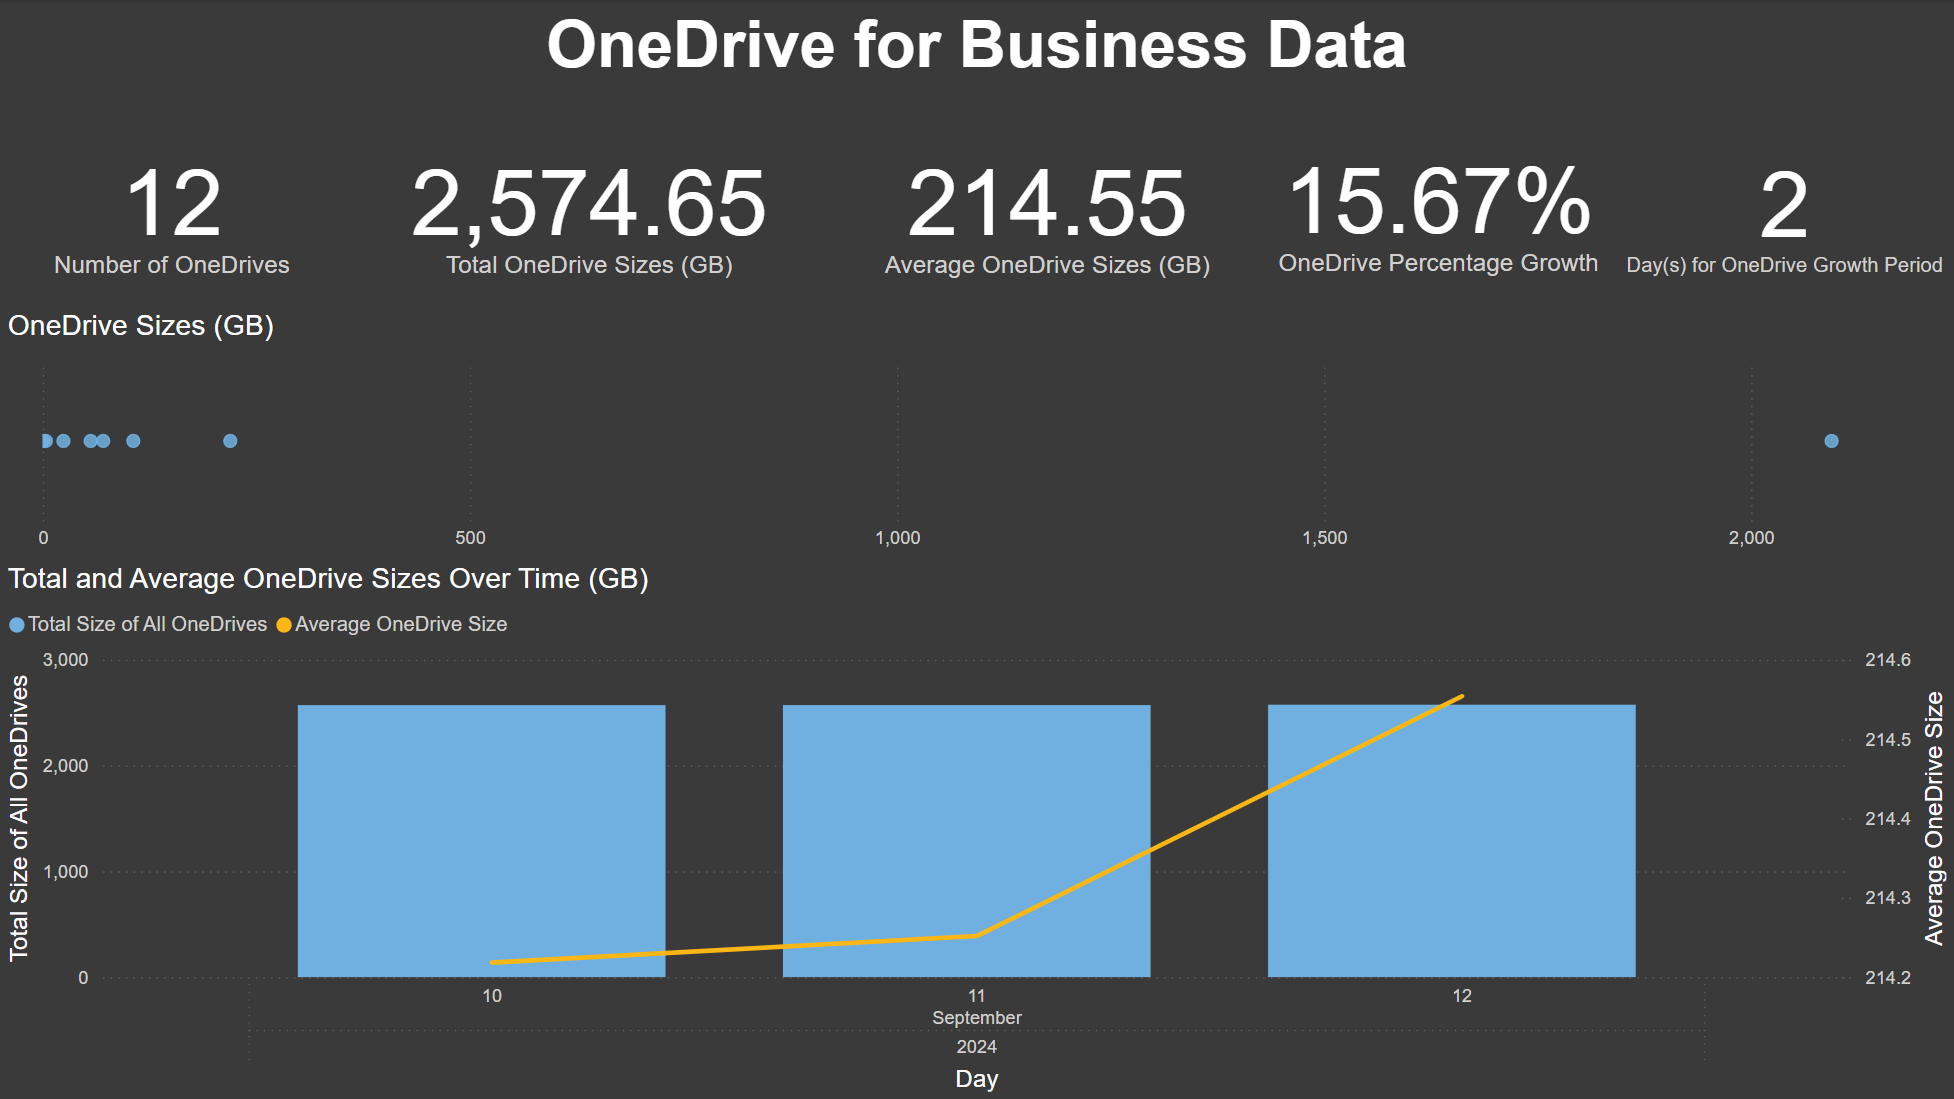 OneDrive for Business Data
12
Number of OneDrives
2,574.65
Total OneDrive Sizes (GB)
214.55
Average OneDrive Sizes (GB)
15.67%
OneDrive Percentage Growth
2
Day(s) for OneDrive Growth Period
OneDrive Sizes (GB)
0 500 1,000 1,500 2,000
Total and Average OneDrive Sizes Over Time (GB)
Total Size of All OneDrives Average OneDrive Size
Total Size of All OneDrives
3,000
2,000
1,000
0
214.6
214.5
214.4
214.3
214.2
Average OneDrive Size
10 11 12
September
2024
Day